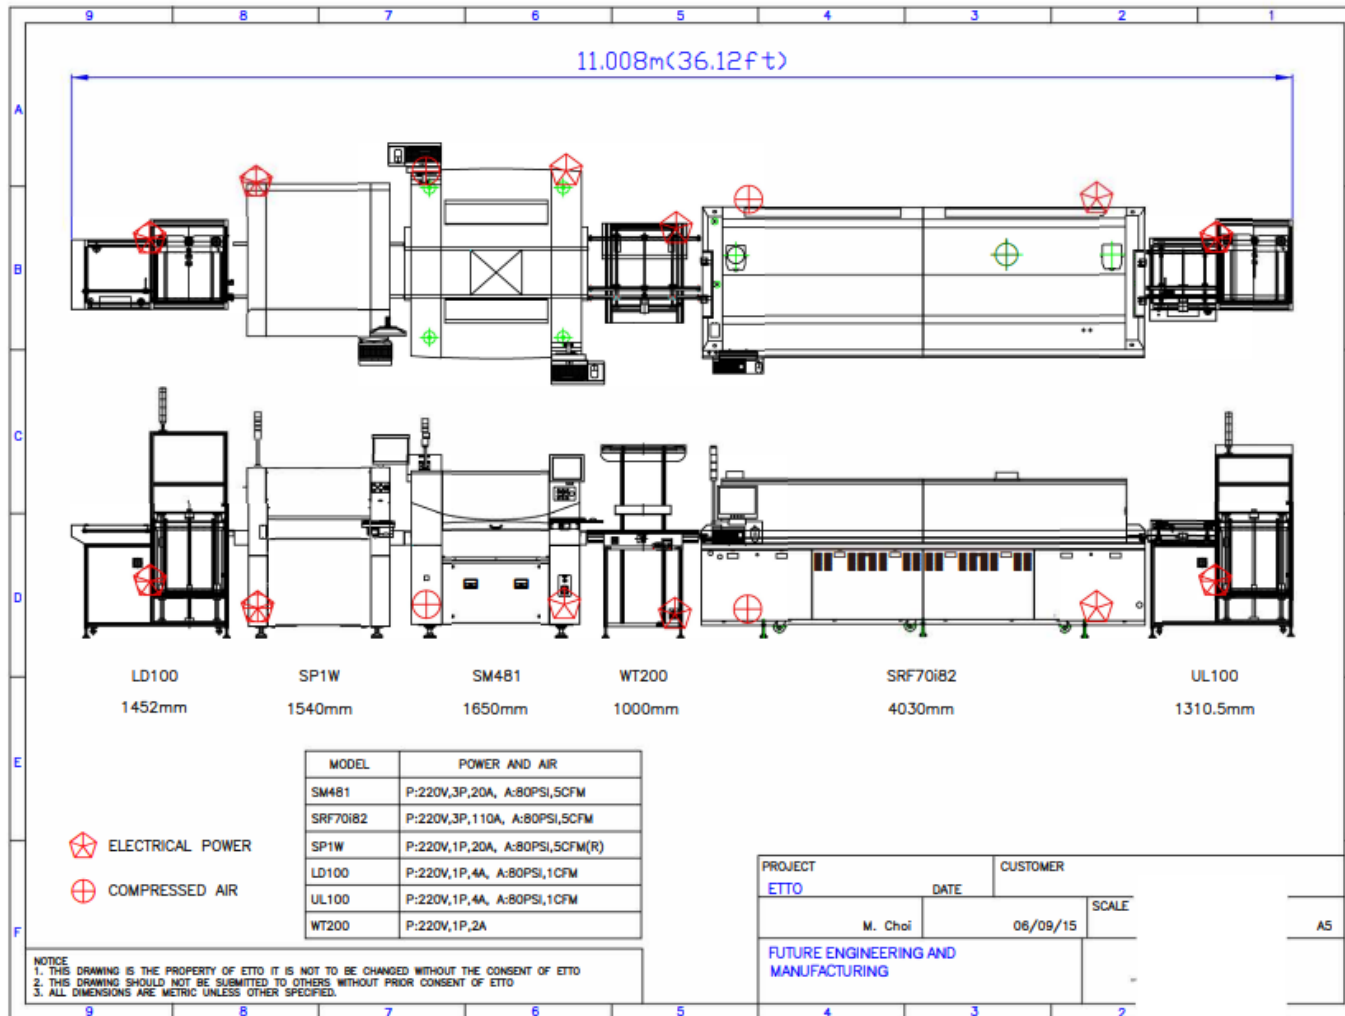 9 8 7 6 5 4 3 2 1
11.008m(36.12ft)
A
B
C
D
E
F
LD100 SP1W SM481 WT200 SRF70i82 UL100
1452mm 1540mm 1650mm 1000mm 4030mm 1310.5mm
MODEL POWER AND AIR
SM481 P:220V,3P,20A, A:80PSI,5CFM
SRF70i82 P:220V,3P,110A, A:80PSI,5CFM
SP1W P:220V,1P,20A, A:80PSI,5CFM(R)
LD100 P:220V,1P,4A, A:80PSI,1CFM
UL100 P:220V,1P,4A, A:80PSI,1CFM
WT200 P:220V,1P,2A
ELECTRICAL POWER
COMPRESSED AIR
PROJECT CUSTOMER
ETTO DATE
SCALE
M. Choi 06/09/15 A5
FUTURE ENGINEERING AND
MANUFACTURING
NOTICE
1. THIS DRAWING IS THE PROPERTY OF ETTO IT IS NOT TO BE CHANGED WITHOUT THE CONSENT OF ETTO
2. THIS DRAWING SHOULD NOT BE SUBMITTED TO OTHERS WITHOUT PRIOR CONSENT OF ETTO
3. ALL DIMENSIONS ARE METRIC UNLESS OTHER SPECIFIED.
9 8 7 6 5 4 3 2